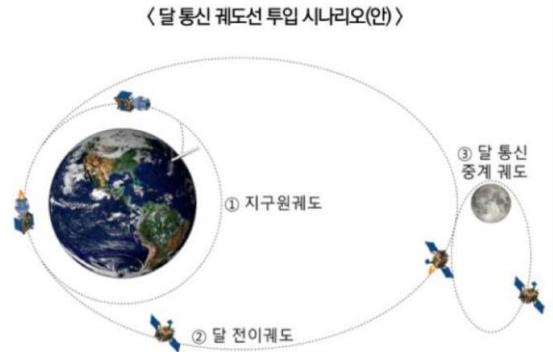 < 달 통신 궤도선 투입 시나리오(안) >
③ 달 통신
중계 궤도
① 지구원궤도
② 달 전이궤도